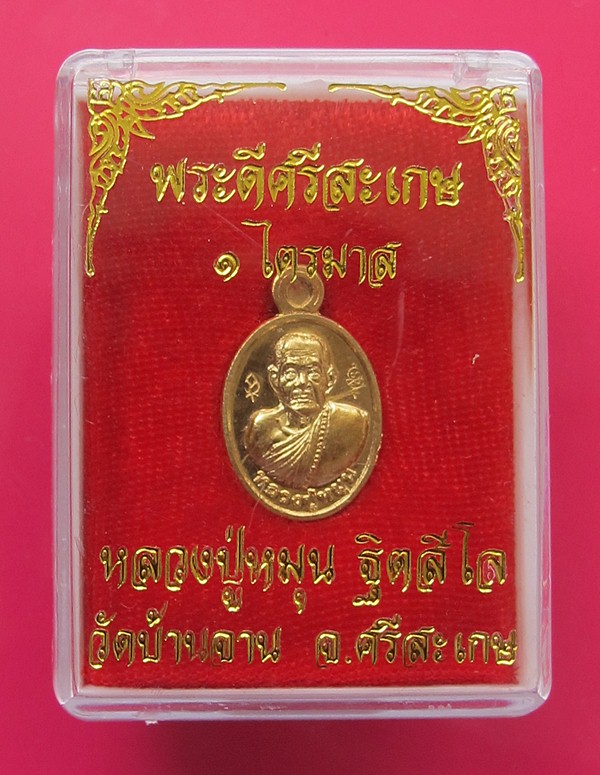 พระดีศรีสะเกษ
๑ ไตรมาส
หลวงปู่หมุน
หลวงปู่หมุน ฐิตสีโล
วัดบ้านจาน จ.ศรีสะเกษ